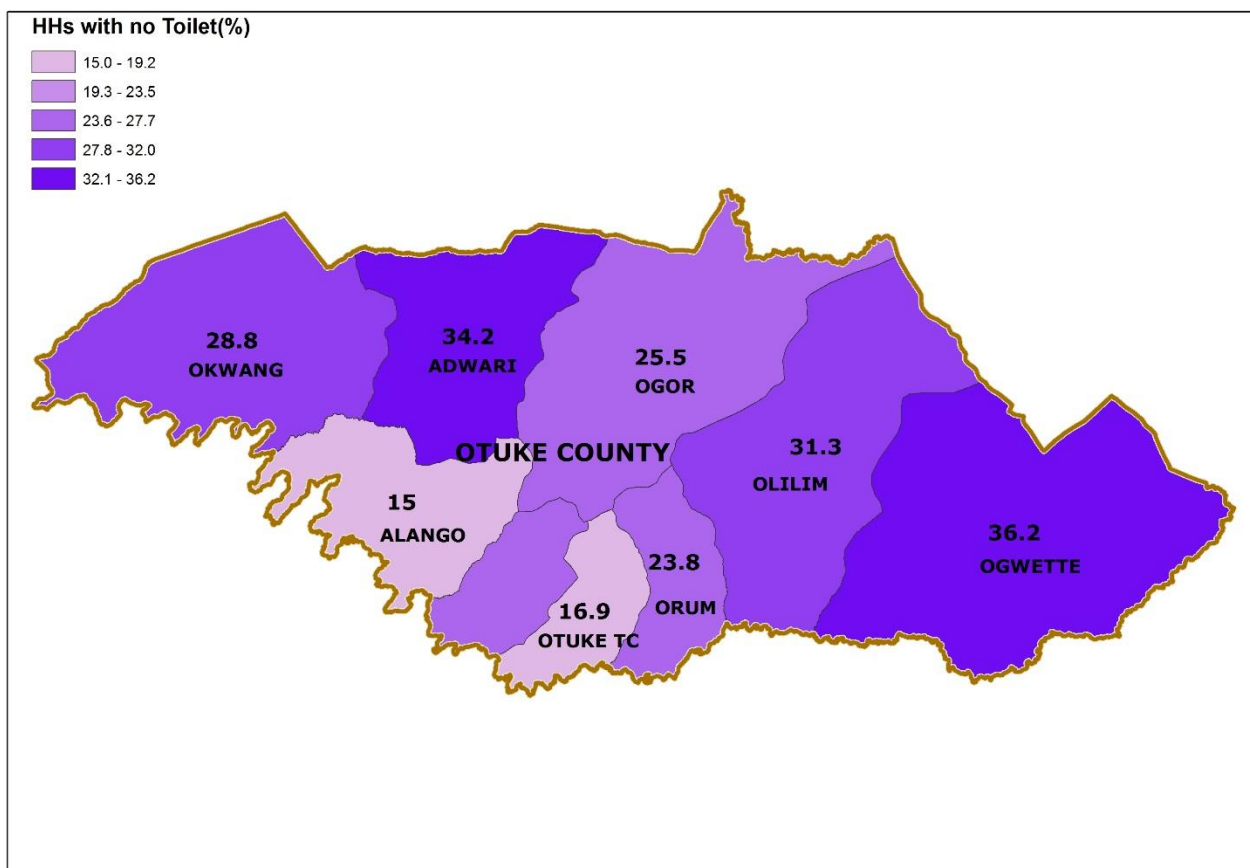 HHs with no Toilet(%)
15.0 - 19.2
19.3 - 23.5
23.6 - 27.7
27.8 - 32.0
32.1 - 36.2
28.8
OKWANG
34.2
ADWARI
25.5
OGOR
OTUKE COUNTY
31.3
OLILIM
15
ALANGO
36.2
OGWETTE
23.8
ORUM
16.9
OTUKE TC